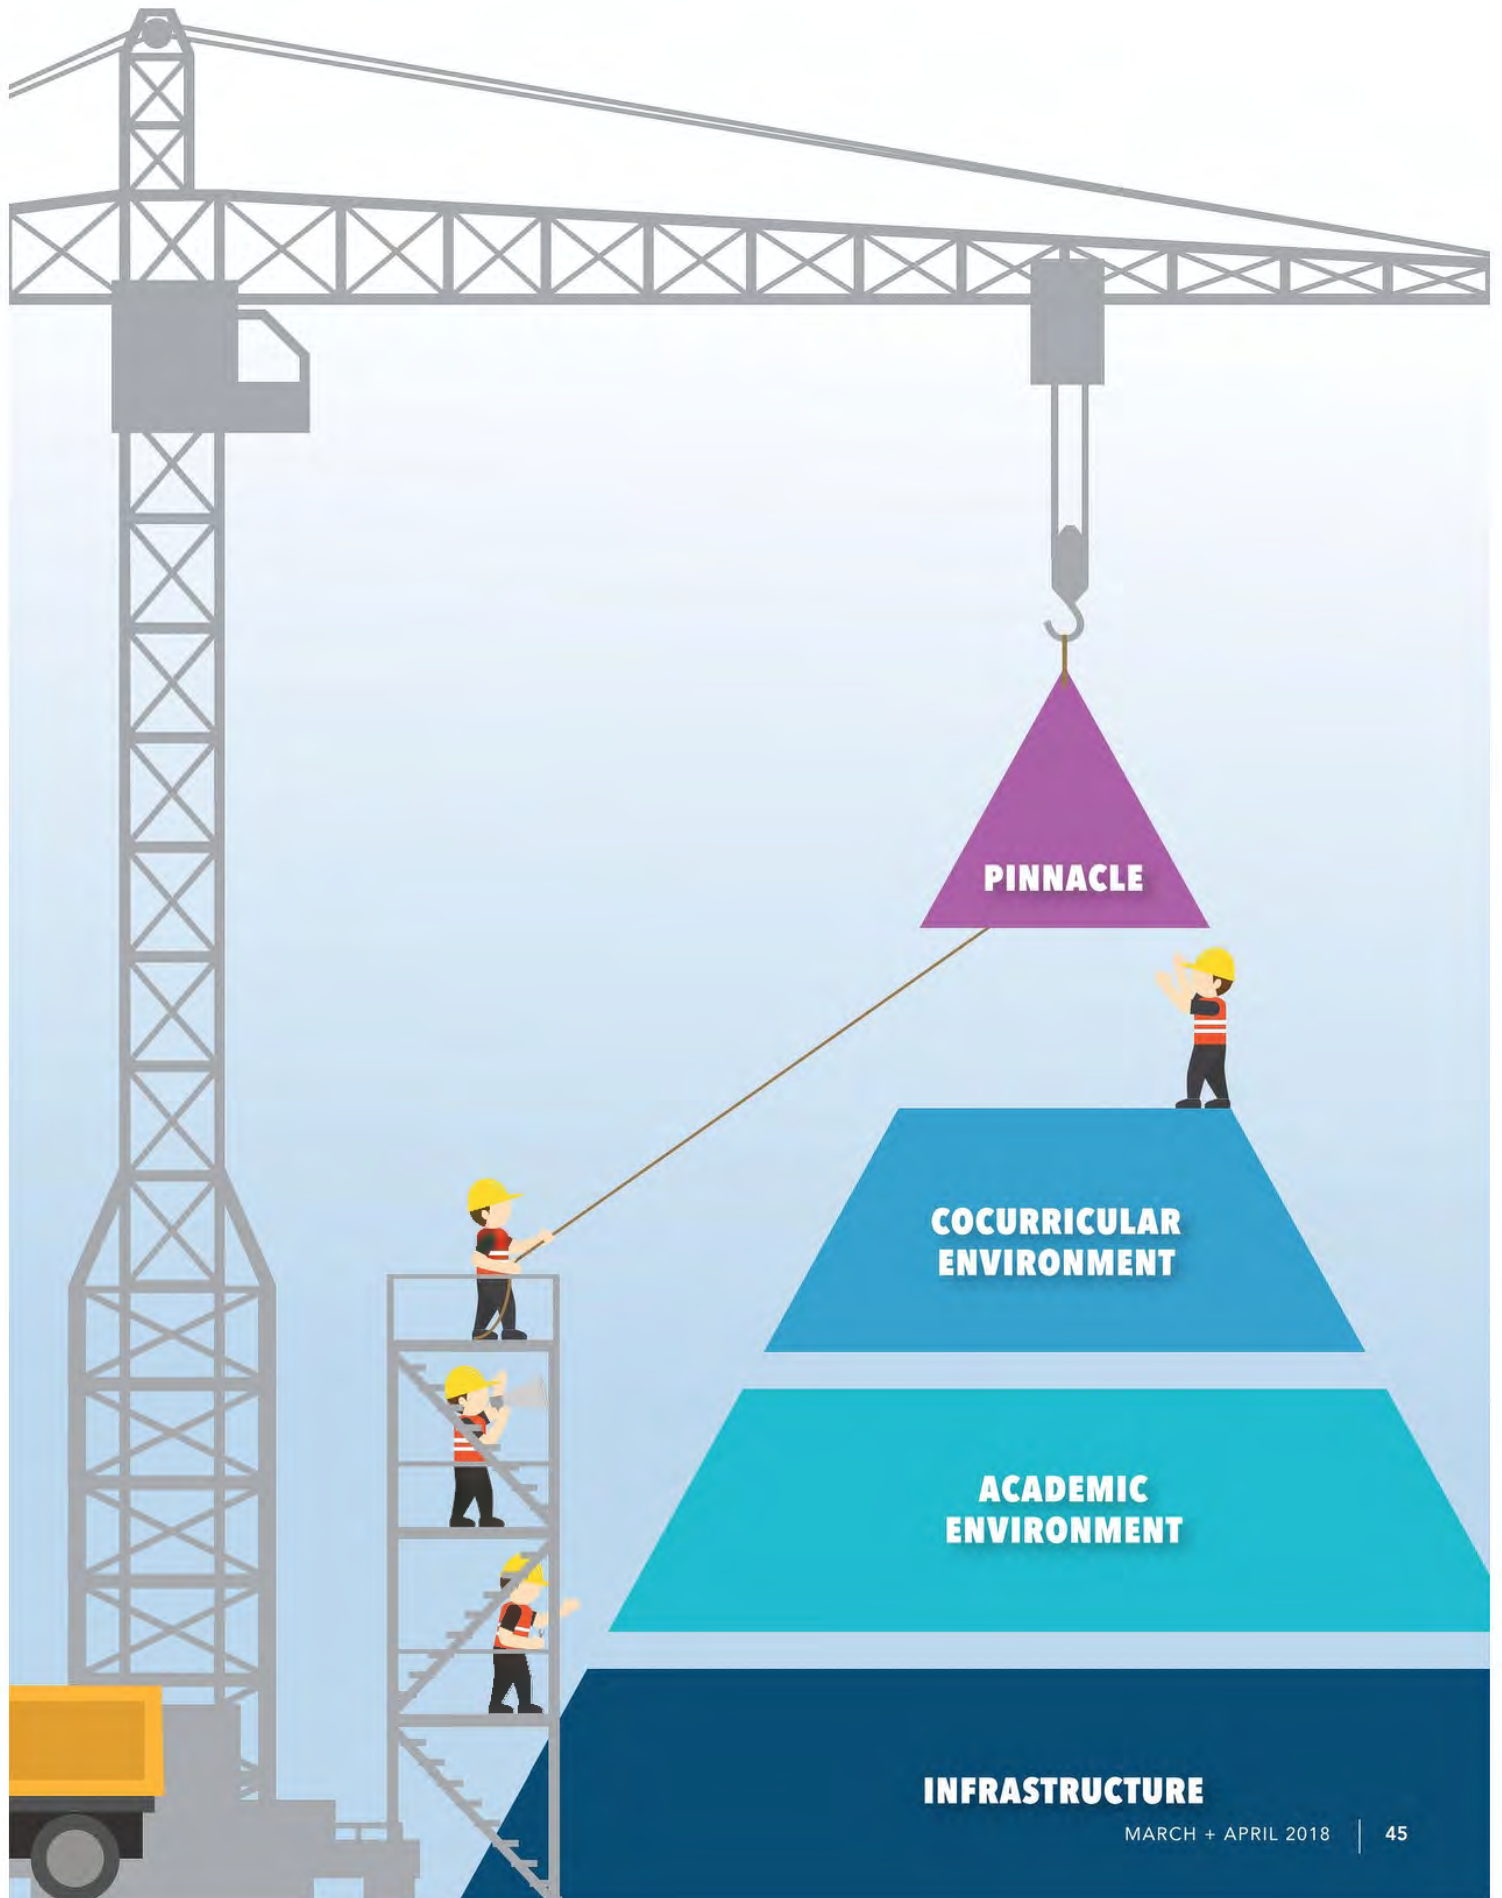 PINNACLE
COCURRICULAR
ENVIRONMENT
ACADEMIC
ENVIRONMENT
INFRASTRUCTURE
MARCH + APRIL 2018 | 45